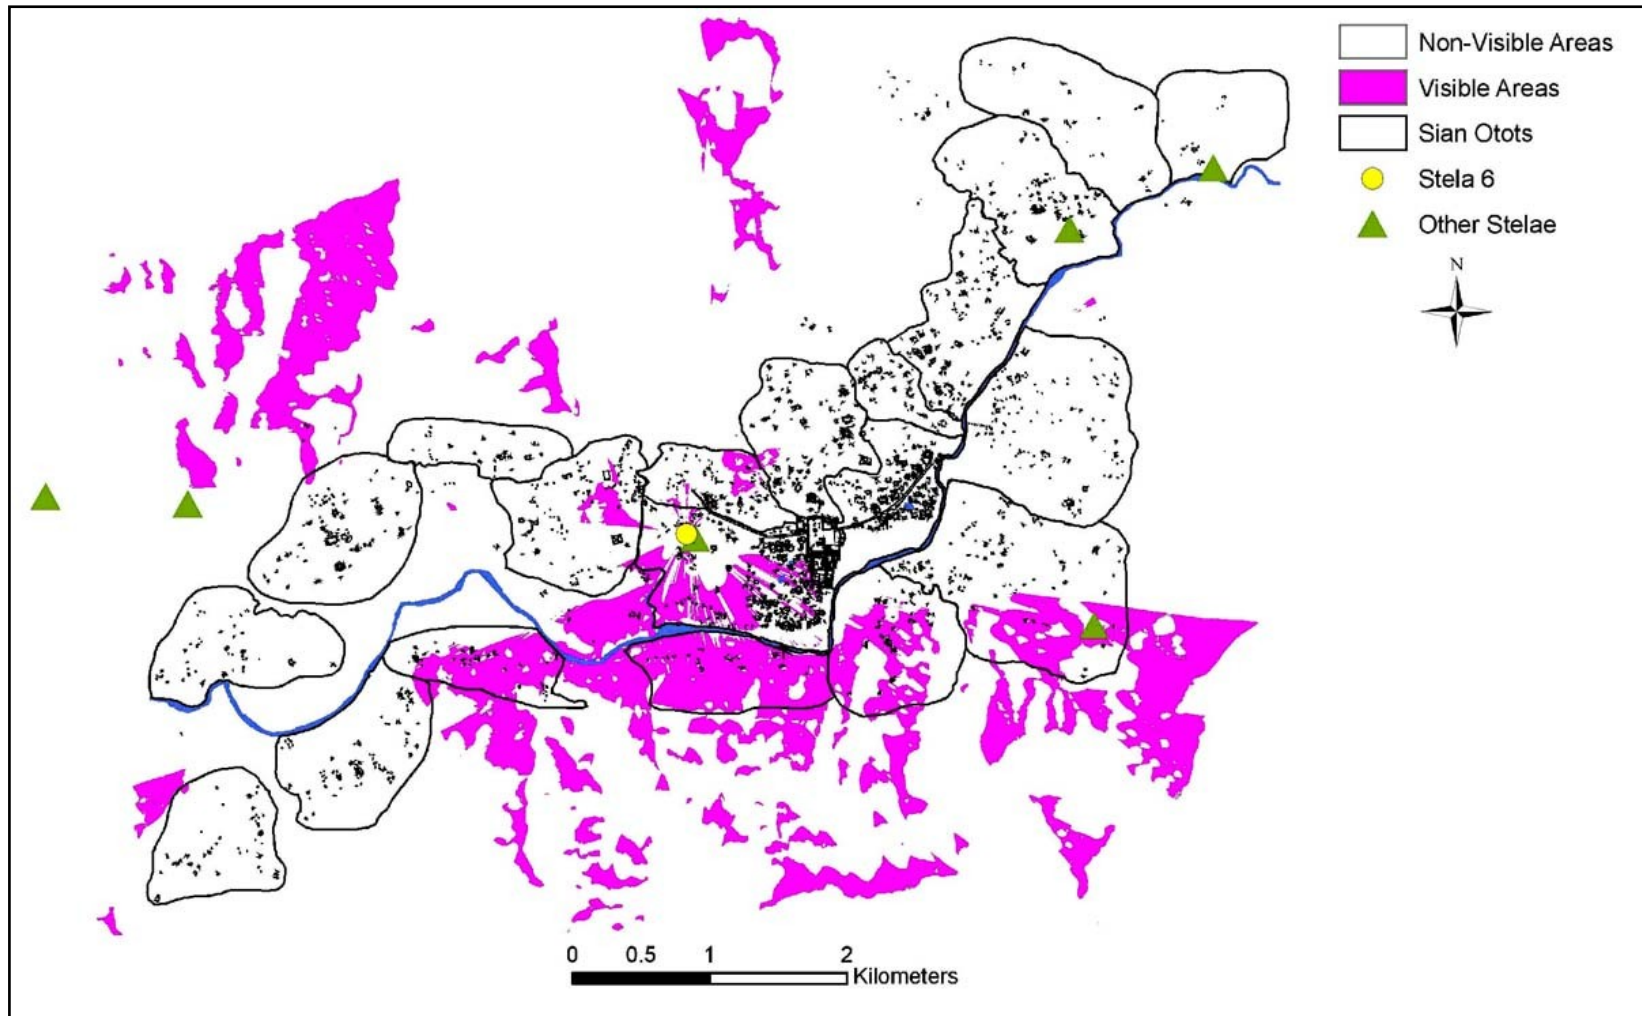 Non-Visible Areas
Visible Areas
Sian Otots
Stela 6
Other Stelae
N
0 0.5 1 2
Kilometers